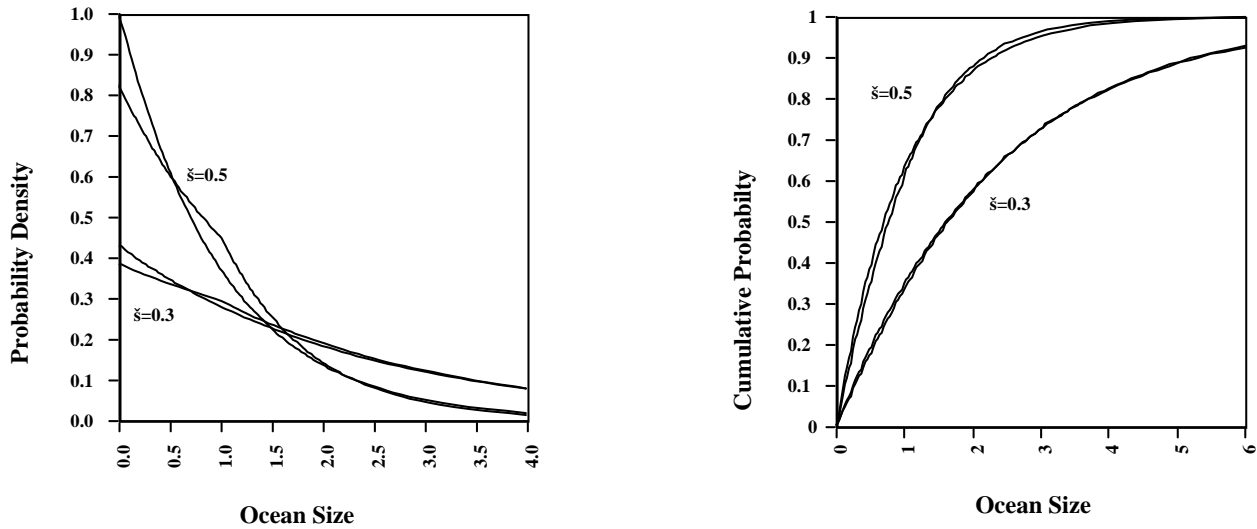 Probability Density
1.0
0.9
0.8
0.7
0.6
0.5
0.4
0.3
0.2
0.1
0.0
š=0.5
š=0.3
0.0 0.5 1.0 1.5 2.0 2.5 3.0 3.5 4.0
Ocean Size
Cumulative Probabilty
1
0.9
0.8
0.7
0.6
0.5
0.4
0.3
0.2
0.1
0
š=0.5
š=0.3
0 1 2 3 4 5 6
Ocean Size